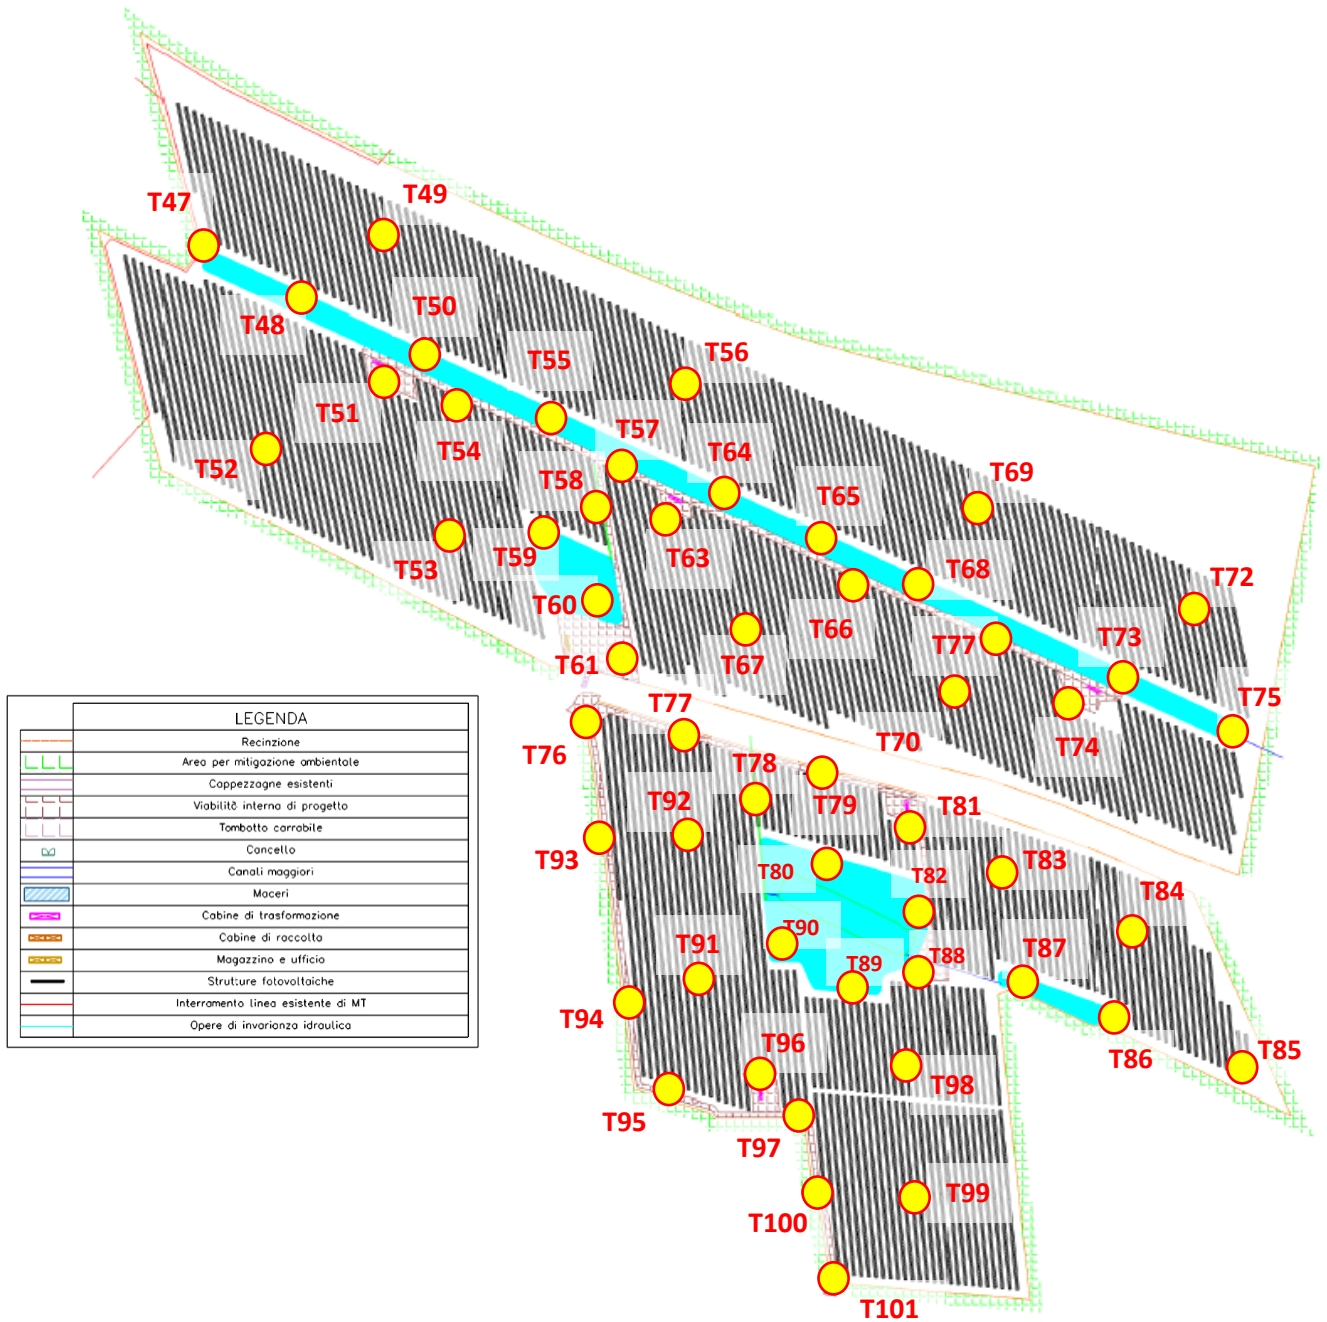 T47
T49
T48
T50
T55
T56
T51
T52
T54
T57
T64
T58
T65
T69
T59
T53
T63
T68
T60
T66
T72
T77
T73
T61
T67
T75
T70
T74
T76
T77
T78
T79
T81
T92
T93
T80
T82
T83
T84
T90
T91
T89
T88
T87
T94
T86
T85
T96
T98
T95
T97
T99
T100
T101
LEGENDA
Recinzione
Area per mitigazione ambientale
Cappezzagne esistenti
Viabilitè interna di progetto
Tombotto carrabile
Cancello
Canali maggiori
Maceri
Cabine di trasformazione
Cabine di raccolta
Magazzino e ufficio
Strutture fotovoltaiche
Interramento linea esistente di MT
Opere di invarianza idraulica